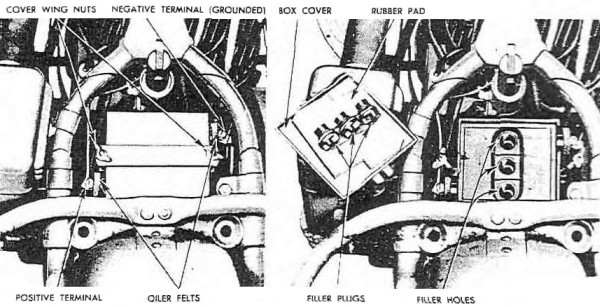 COVER WING NUTS NEGATIVE TERMINAL (GROUNDED) BOX COVER RUBBER PAD
POSITIVE TERMINAL OILER FELTS FILLER PLUGS FILLER HOLES